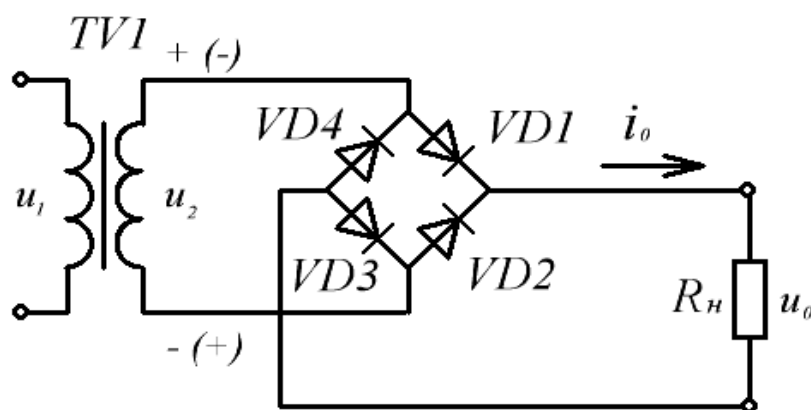 TV1
+ (-)
VD4
VD1
i₀
u₁
u₂
VD3
VD2
Rн
u₀
- (+)